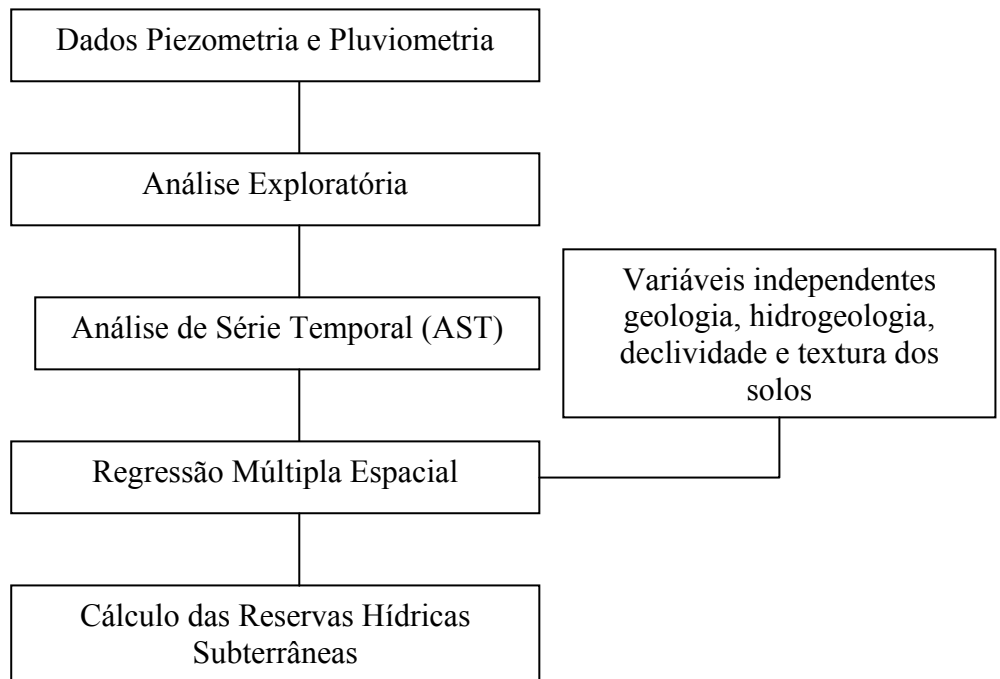 Dados Piezometria e Pluviometria
Análise Exploratória
Análise de Série Temporal (AST)
Variáveis independentes
geologia, hidrogeologia,
declividade e textura dos
solos
Regressão Múltipla Espacial
Cálculo das Reservas Hídricas
Subterrâneas